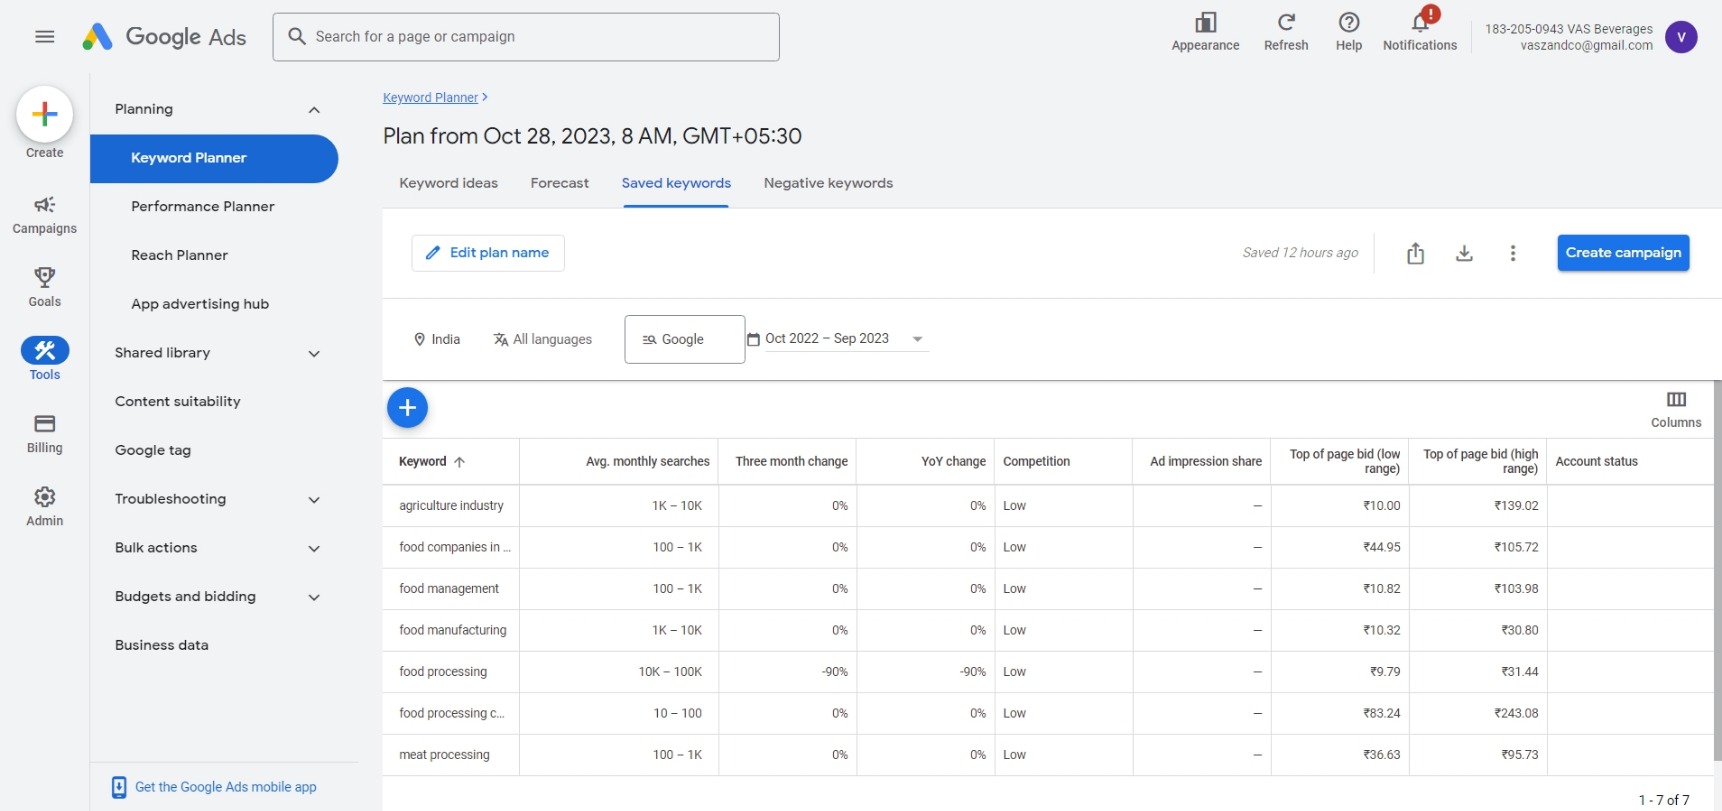 Google Ads
Search for a page or campaign
Appearance
Refresh
Help
!
Notifications
183-205-0943 VAS Beverages
vaszandco@gmail.com
V
Create
Campaigns
Goals
Tools
Billing
Admin
Planning
Keyword Planner
Performance Planner
Reach Planner
App advertising hub
Shared library
Content suitability
Google tag
Troubleshooting
Bulk actions
Budgets and bidding
Business data
Get the Google Ads mobile app
Keyword Planner
Plan from Oct 28, 2023, 8 AM, GMT+05:30
Keyword ideas Forecast Saved keywords Negative keywords
Edit plan name
Saved 12 hours ago
Create campaign
India All languages Google Oct 2022 – Sep 2023
Columns
Keyword Avg. monthly searches Three month change YoY change Competition Ad impression share Top of page bid (low range) Top of page bid (high range) Account status
agriculture industry 1K – 10K 0% 0% Low — ₹10.00 ₹139.02
food companies in ... 100 – 1K 0% 0% Low — ₹44.95 ₹105.72
food management 100 – 1K 0% 0% Low — ₹10.82 ₹103.98
food manufacturing 1K – 10K 0% 0% Low — ₹10.32 ₹30.80
food processing 10K – 100K -90% -90% Low — ₹9.79 ₹31.44
food processing c... 10 – 100 0% 0% Low — ₹83.24 ₹243.08
meat processing 100 – 1K 0% 0% Low — ₹36.63 ₹95.73
1 - 7 of 7